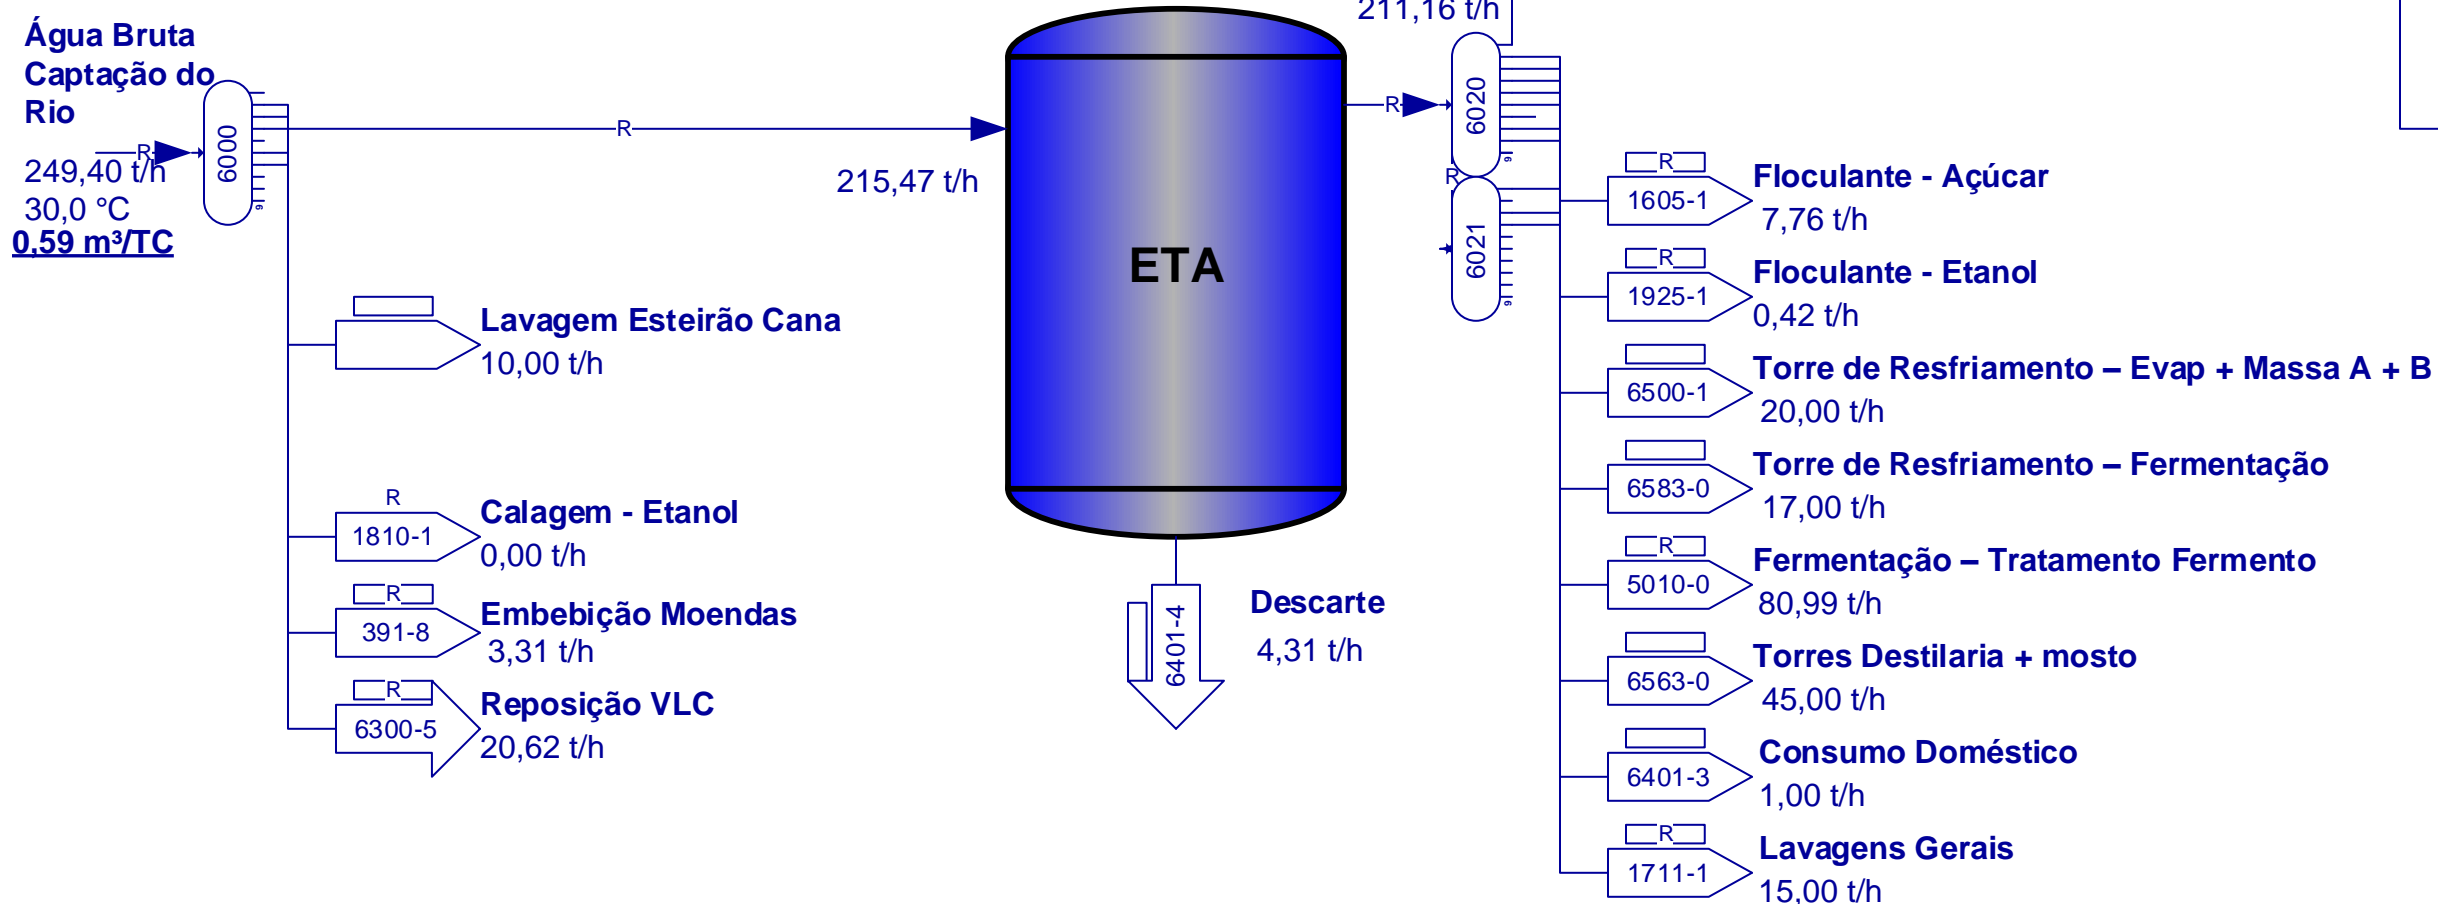 Água Bruta
Captação do
Rio
R
249,40 t/h
30,0 °C
0,59 m³/TC
6000
R
215,47 t/h
Lavagem Esteirão Cana
10,00 t/h
R
1810-1
Calagem - Etanol
0,00 t/h
R
391-8
Embebição Moendas
3,31 t/h
R
6300-5
Reposição VLC
20,62 t/h
ETA
6401-4
Descarte
4,31 t/h
211,16 t/h
R
6020
R
6021
R
1605-1
Floculante - Açúcar
7,76 t/h
R
1925-1
Floculante - Etanol
0,42 t/h
6500-1
Torre de Resfriamento – Evap + Massa A + B
20,00 t/h
6583-0
Torre de Resfriamento – Fermentação
17,00 t/h
R
5010-0
Fermentação – Tratamento Fermento
80,99 t/h
6563-0
Torres Destilaria + mosto
45,00 t/h
6401-3
Consumo Doméstico
1,00 t/h
R
1711-1
Lavagens Gerais
15,00 t/h